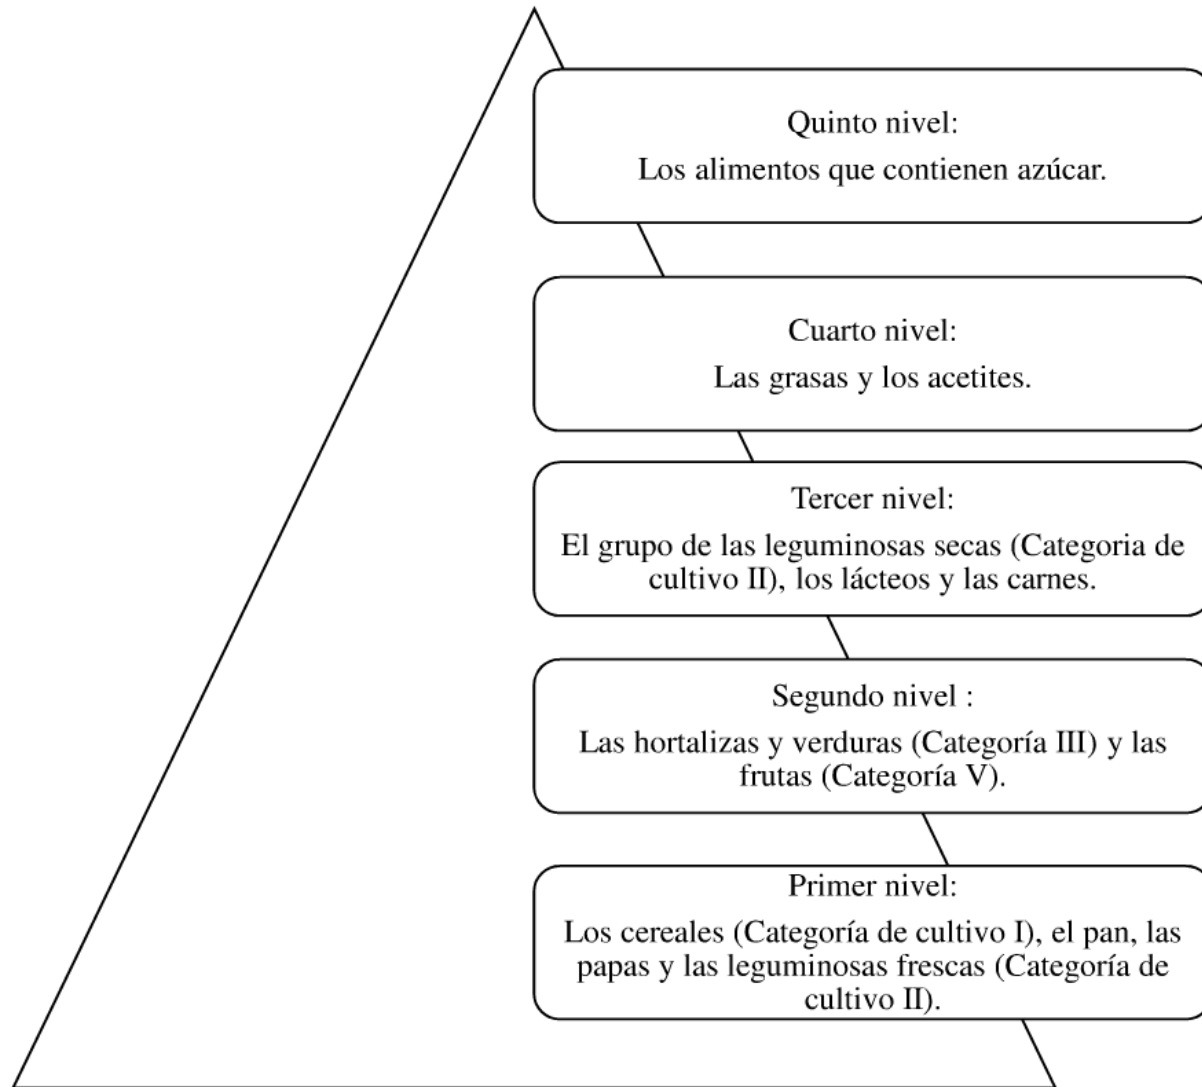 Quinto nivel:
Los alimentos que contienen azúcar.
Cuarto nivel:
Las grasas y los acetites.
Tercer nivel:
El grupo de las leguminosas secas (Categoria de
cultivo II), los lácteos y las carnes.
Segundo nivel :
Las hortalizas y verduras (Categoría III) y las
frutas (Categoría V).
Primer nivel:
Los cereales (Categoría de cultivo I), el pan, las
papas y las leguminosas frescas (Categoría de
cultivo II).